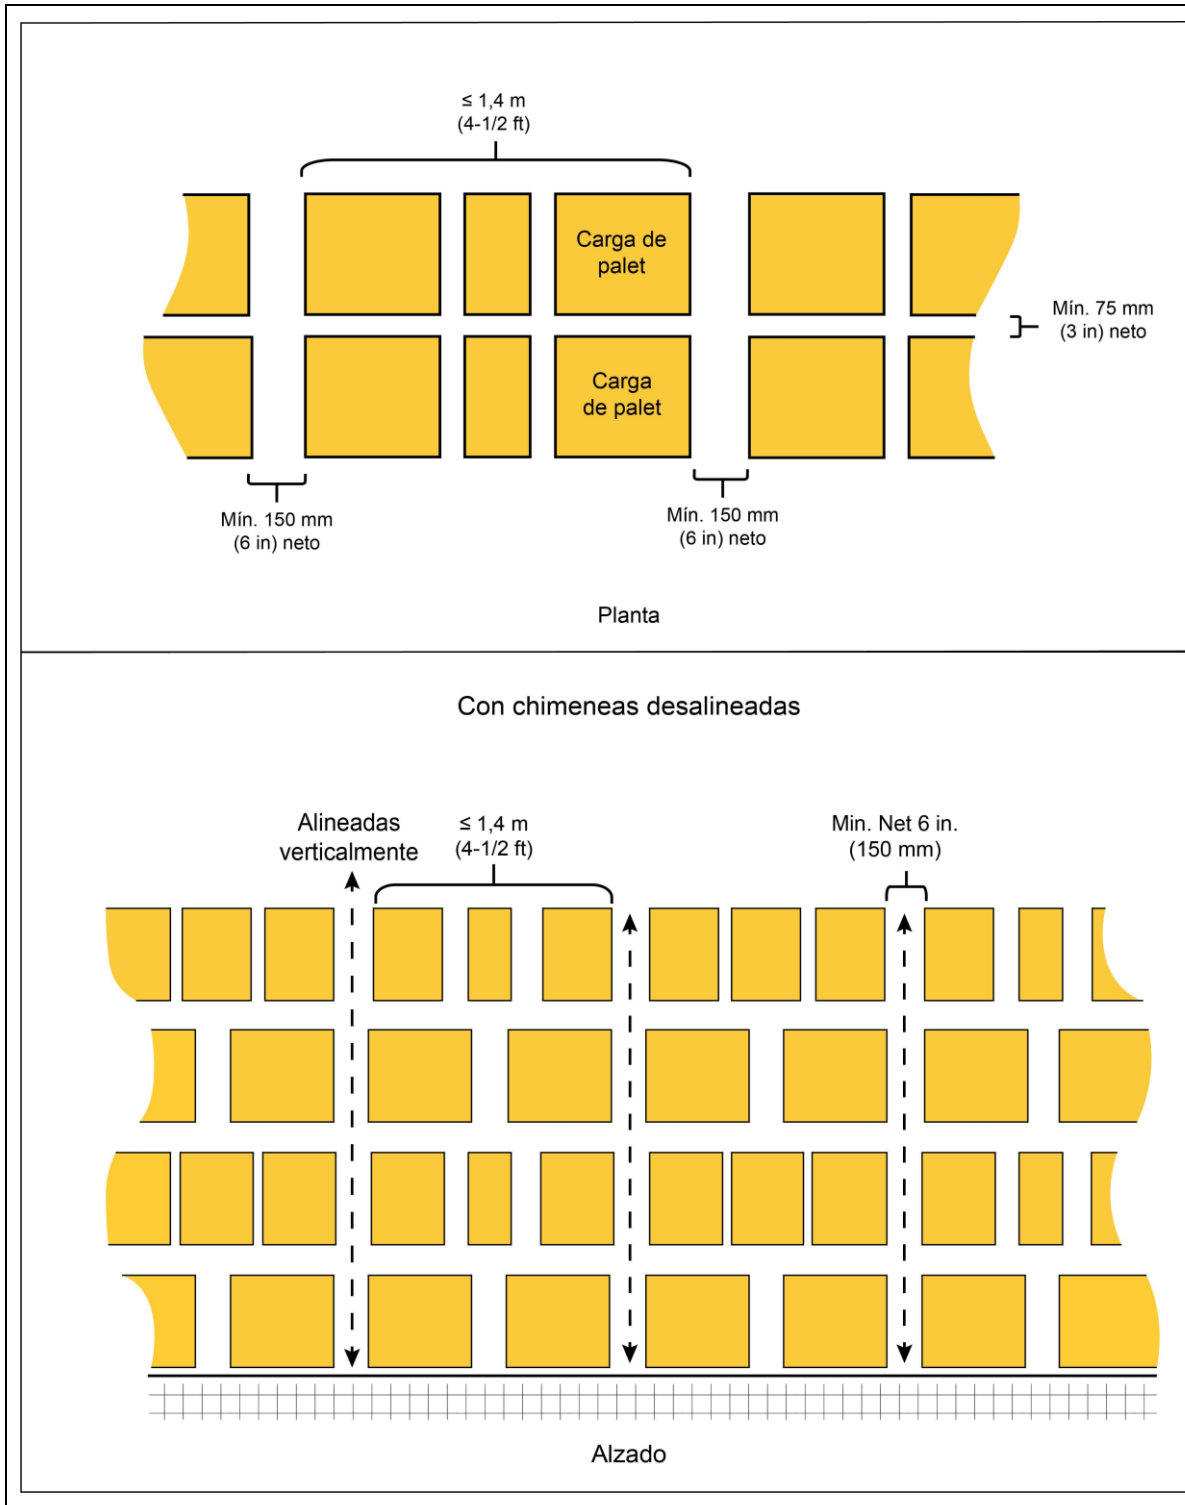 ≤ 1,4 m
(4-1/2 ft)
Carga de
palet
Mín. 75 mm
(3 in) neto
Carga
de palet
Mín. 150 mm
(6 in) neto
Mín. 150 mm
(6 in) neto
Planta
Con chimeneas desalineadas
Alineadas
verticalmente
≤ 1,4 m
(4-1/2 ft)
Min. Net 6 in.
(150 mm)
Alzado